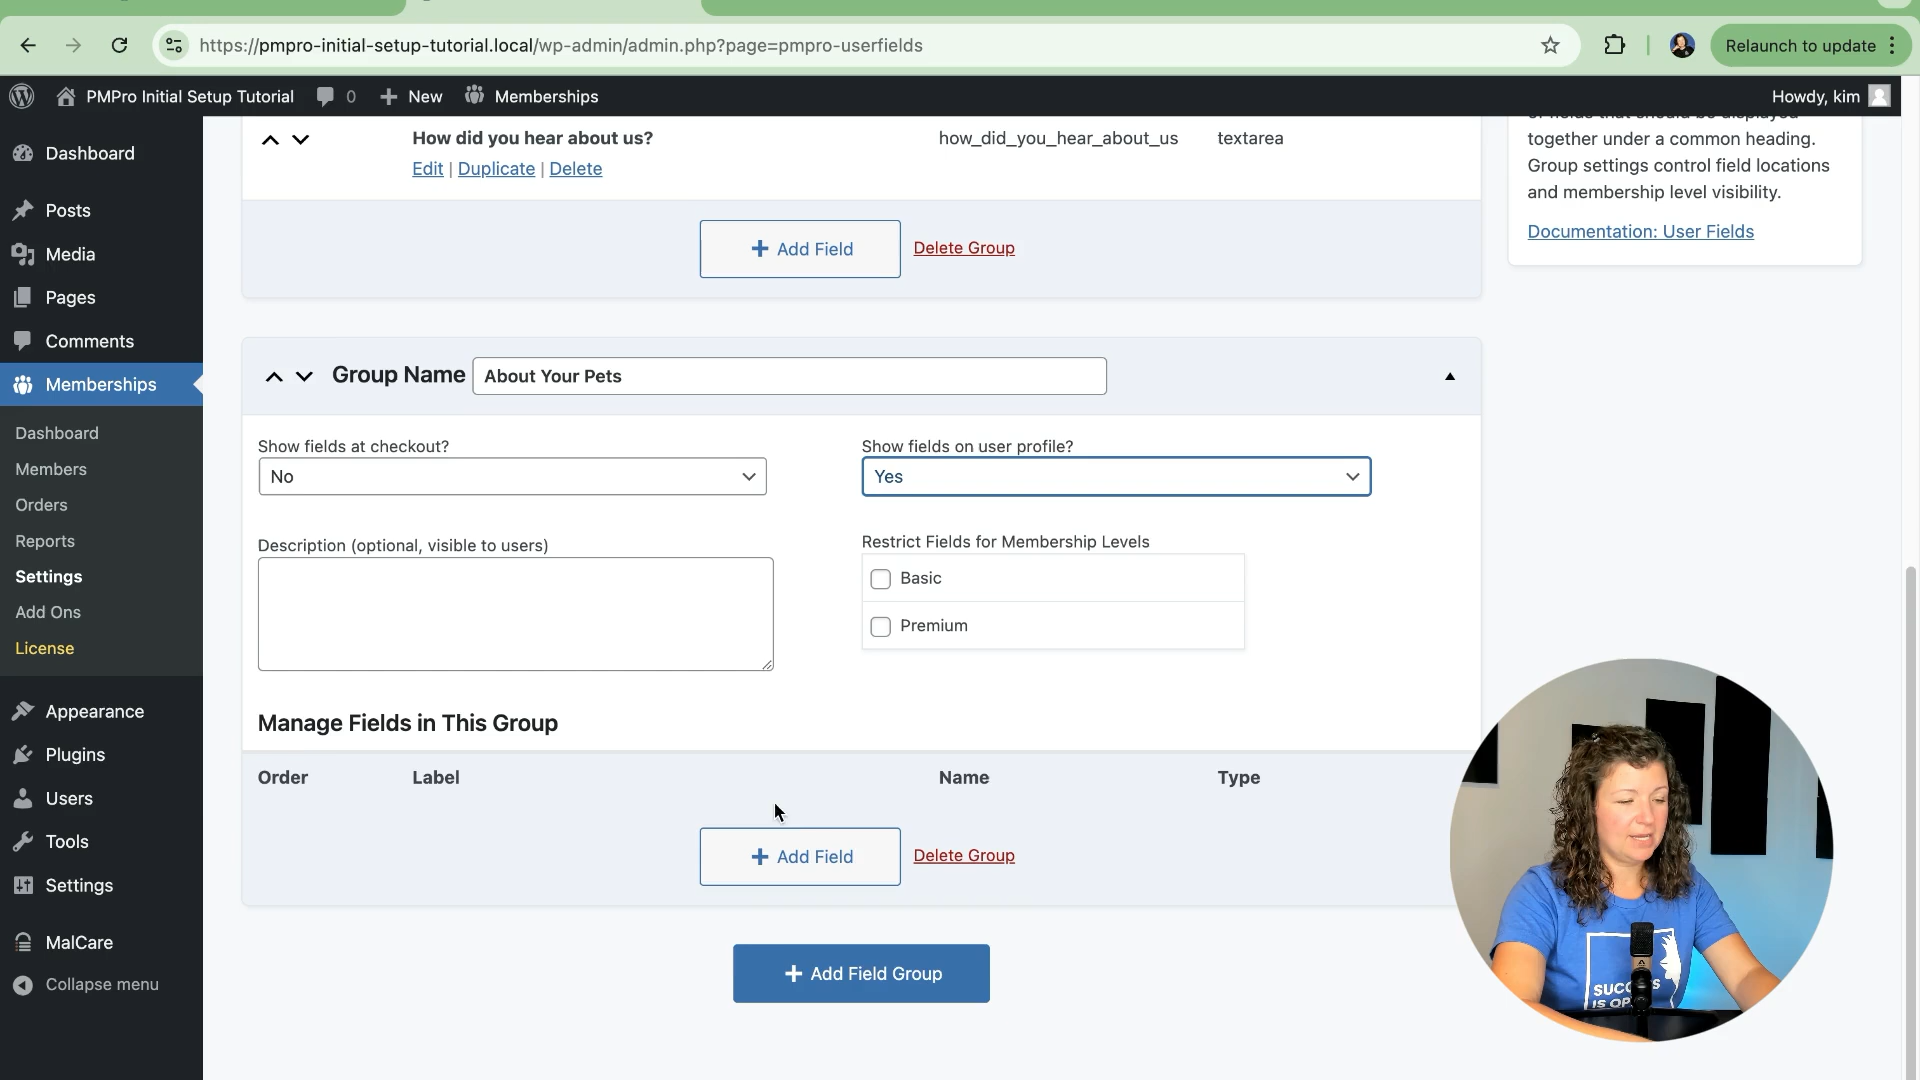 https://pmpro-initial-setup-tutorial.local/wp-admin/admin.php?page=pmpro-userfields
Relaunch to update
PMPro Initial Setup Tutorial
0
New
Memberships
Howdy, kim
Dashboard
Posts
Media
Pages
Comments
Memberships
Dashboard
Members
Orders
Reports
Settings
Add Ons
License
Appearance
Plugins
Users
Tools
Settings
MalCare
Collapse menu
How did you hear about us?
how_did_you_hear_about_us
textarea
Edit | Duplicate | Delete
+ Add Field
Delete Group
of fields that should be displayed
together under a common heading.
Group settings control field locations
and membership level visibility.
Documentation: User Fields
Group Name
About Your Pets
Show fields at checkout?
No
Show fields on user profile?
Yes
Description (optional, visible to users)
Restrict Fields for Membership Levels
Basic
Premium
Manage Fields in This Group
Order
Label
Name
Type
+ Add Field
Delete Group
+ Add Field Group